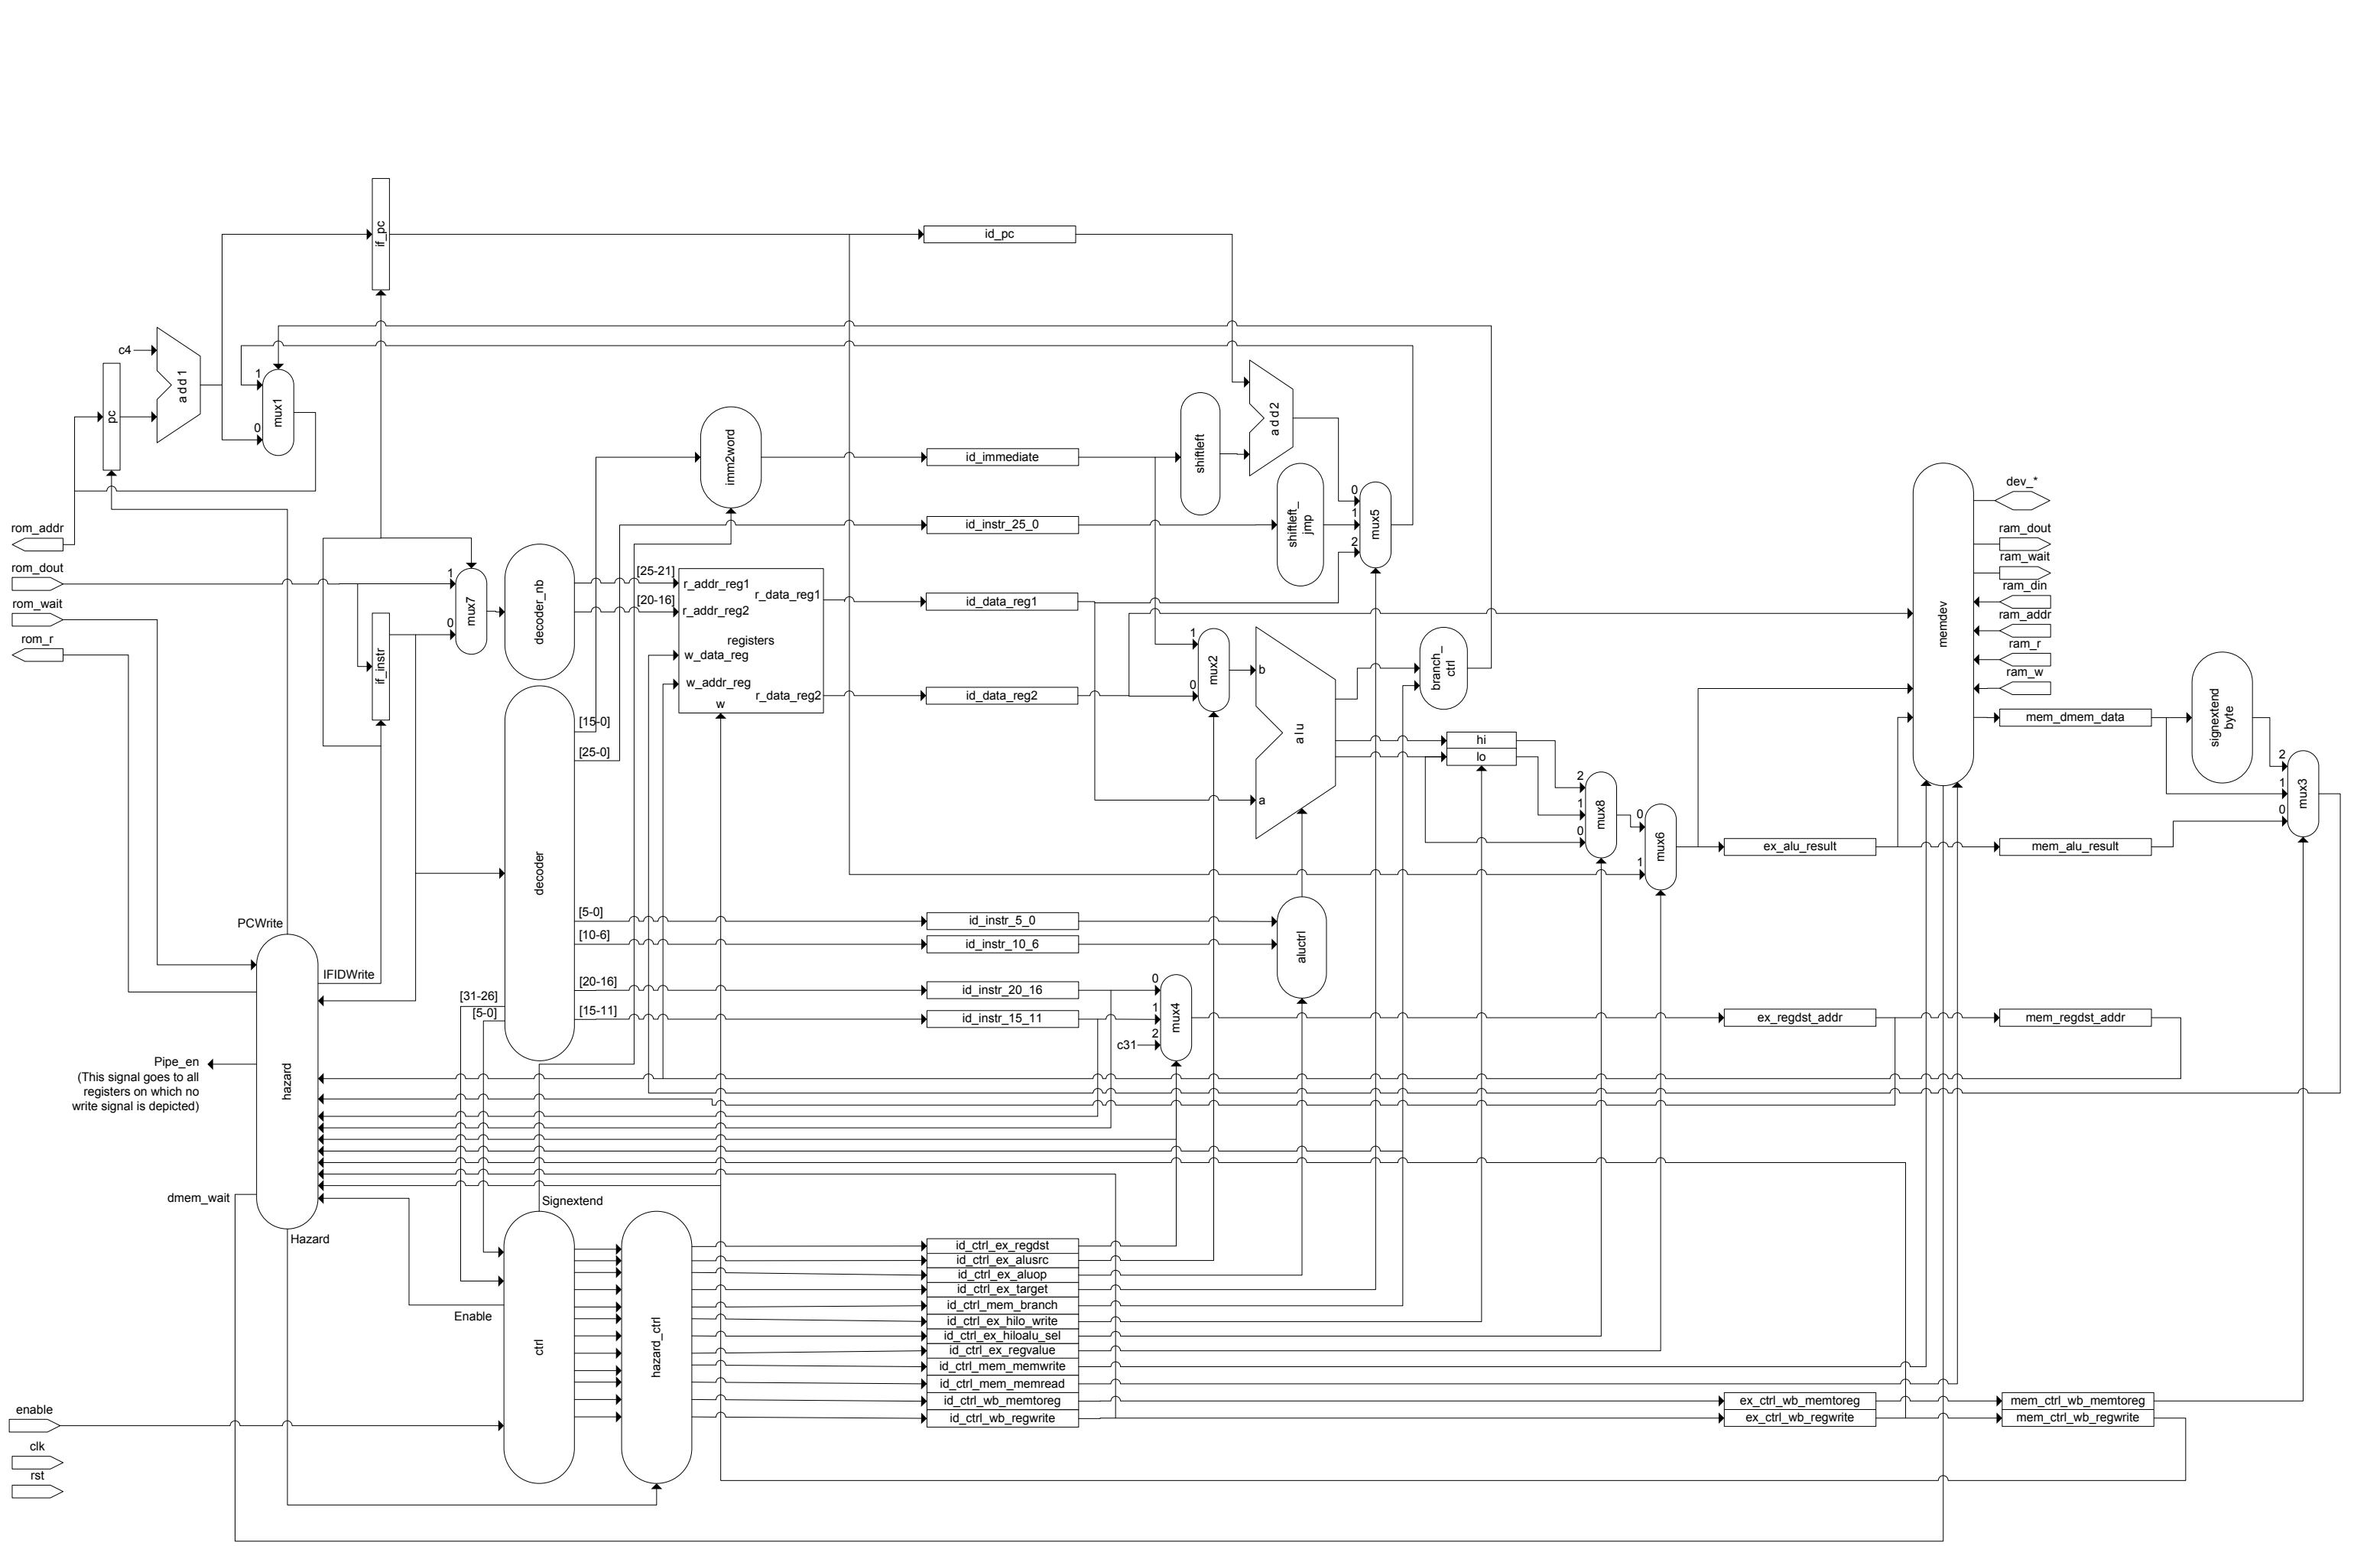 if_pc
id_pc
c4
add1
pc
1
mux1
0
add2
imm2word
id_immediate
shiftleft
shiftleft_
jmp
id_instr_25_0
0
1
2
mux5
rom_addr
rom_dout
rom_wait
rom_r
1
mux7
0
if_instr
decoder_nb
[25-21]
[20-16]
r_addr_reg1
r_addr_reg2
r_data_reg1
registers
w_data_reg
w_addr_reg
r_data_reg2
w
id_data_reg1
id_data_reg2
1
mux2
0
b
alu
a
branch_
ctrl
hi
lo
2
1
0
mux8
0
mux6
1
memdev
dev_*
ram_dout
ram_wait
ram_din
ram_addr
ram_r
ram_w
mem_dmem_data
signextend
byte
2
1
0
mux3
ex_alu_result
mem_alu_result
decoder
[15-0]
[25-0]
[5-0]
[10-6]
[20-16]
[15-11]
[31-26]
[5-0]
id_instr_5_0
id_instr_10_6
id_instr_20_16
id_instr_15_11
aluctrl
0
1
2
c31
mux4
ex_regdst_addr
mem_regdst_addr
PCWrite
IFIDWrite
hazard
Pipe_en
(This signal goes to all
registers on which no
write signal is depicted)
dmem_wait
Hazard
Signextend
Enable
ctrl
hazard_ctrl
id_ctrl_ex_regdst
id_ctrl_ex_alusrc
id_ctrl_ex_aluop
id_ctrl_ex_target
id_ctrl_mem_branch
id_ctrl_ex_hilo_write
id_ctrl_ex_hiloalu_sel
id_ctrl_ex_regvalue
id_ctrl_mem_memwrite
id_ctrl_mem_memread
id_ctrl_wb_memtoreg
id_ctrl_wb_regwrite
ex_ctrl_wb_memtoreg
ex_ctrl_wb_regwrite
mem_ctrl_wb_memtoreg
mem_ctrl_wb_regwrite
enable
clk
rst